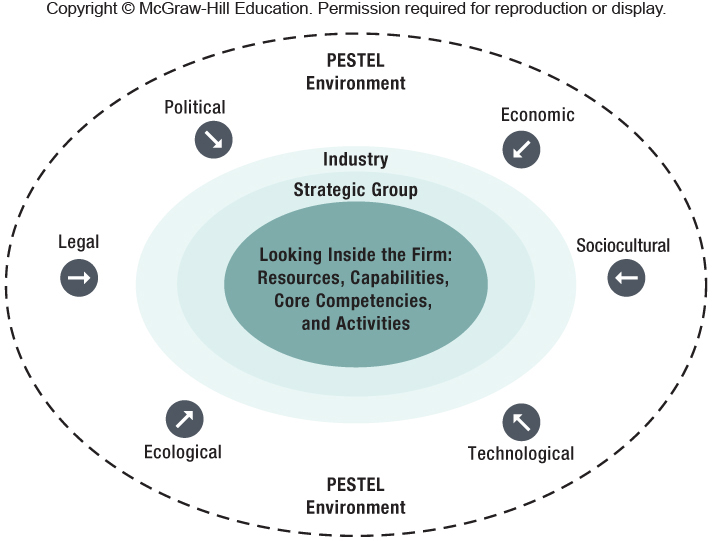 Copyright © McGraw-Hill Education. Permission required for reproduction or display.
PESTEL
Environment
Political
Economic
Industry
Strategic Group
Legal
Sociocultural
Looking Inside the Firm:
Resources, Capabilities,
Core Competencies,
and Activities
Ecological
Technological
PESTEL
Environment